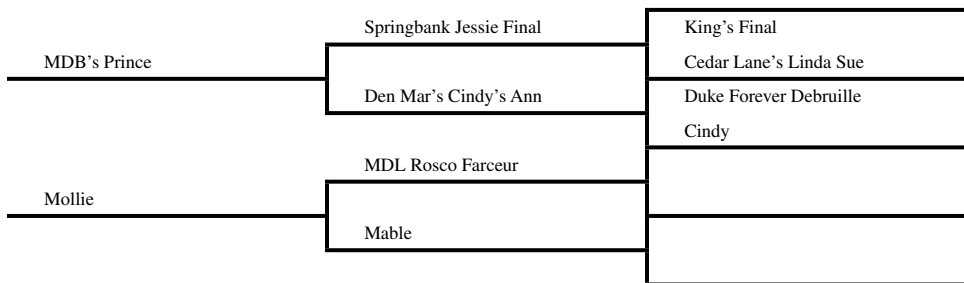 Springbank Jessie Final
King's Final
MDB's Prince
Cedar Lane's Linda Sue
Den Mar's Cindy's Ann
Duke Forever Debruille
Cindy
MDL Rosco Farceur
Mollie
Mable